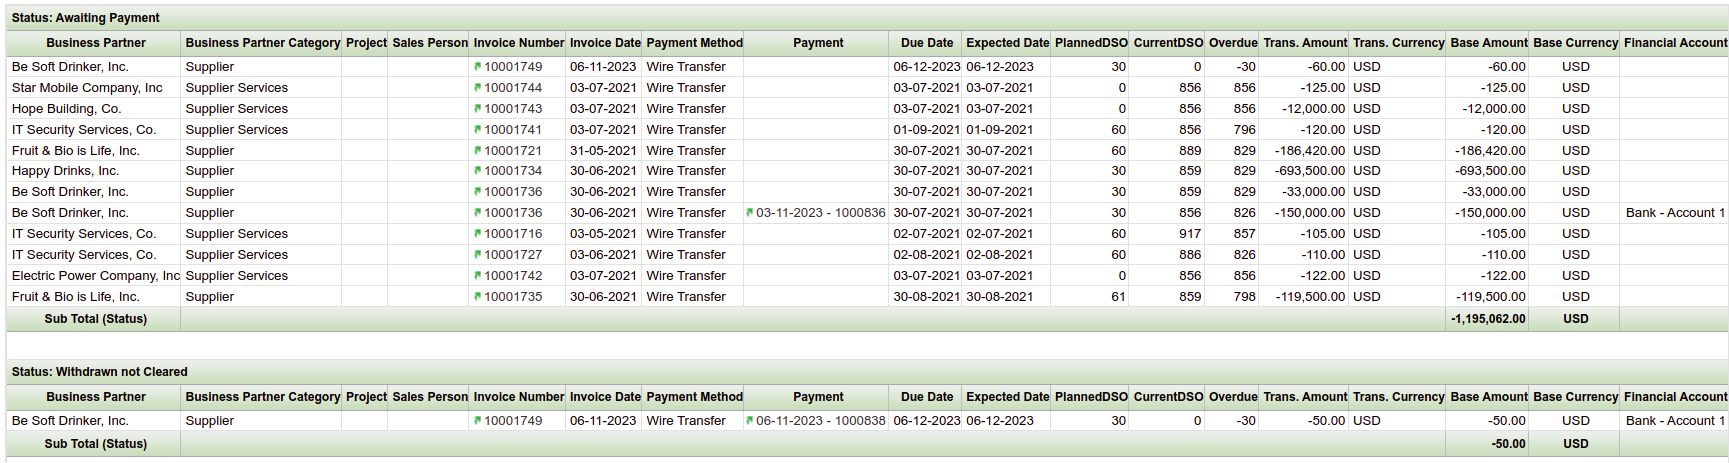 Status: Awaiting Payment
Business Partner Business Partner Category Project Sales Person Invoice Number Invoice Date Payment Method Payment Due Date Expected Date PlannedDSO CurrentDSO Overdue Trans. Amount Trans. Currency Base Amount Base Currency Financial Account
Be Soft Drinker, Inc. Supplier 10001749 06-11-2023 Wire Transfer 06-12-2023 06-12-2023 30 0 -30 -60.00 USD -60.00 USD
Star Mobile Company, Inc Supplier Services 10001744 03-07-2021 Wire Transfer 03-07-2021 03-07-2021 0 856 856 -125.00 USD -125.00 USD
Hope Building, Co. Supplier Services 10001743 03-07-2021 Wire Transfer 03-07-2021 03-07-2021 0 856 856 -12,000.00 USD -12,000.00 USD
IT Security Services, Co. Supplier Services 10001741 03-07-2021 Wire Transfer 01-09-2021 01-09-2021 60 856 796 -120.00 USD -120.00 USD
Fruit & Bio is Life, Inc. Supplier 10001721 31-05-2021 Wire Transfer 30-07-2021 30-07-2021 60 889 829 -186,420.00 USD -186,420.00 USD
Happy Drinks, Inc. Supplier 10001734 30-06-2021 Wire Transfer 30-07-2021 30-07-2021 30 859 829 -693,500.00 USD -693,500.00 USD
Be Soft Drinker, Inc. Supplier 10001736 30-06-2021 Wire Transfer 30-07-2021 30-07-2021 30 859 829 -33,000.00 USD -33,000.00 USD
Be Soft Drinker, Inc. Supplier 10001736 30-06-2021 Wire Transfer 03-11-2023 - 1000836 30-07-2021 30-07-2021 30 856 826 -150,000.00 USD -150,000.00 USD Bank - Account 1
IT Security Services, Co. Supplier Services 10001716 03-05-2021 Wire Transfer 02-07-2021 02-07-2021 60 917 857 -105.00 USD -105.00 USD
IT Security Services, Co. Supplier Services 10001727 03-06-2021 Wire Transfer 02-08-2021 02-08-2021 60 886 826 -110.00 USD -110.00 USD
Electric Power Company, Inc Supplier Services 10001742 03-07-2021 Wire Transfer 03-07-2021 03-07-2021 0 856 856 -122.00 USD -122.00 USD
Fruit & Bio is Life, Inc. Supplier 10001735 30-06-2021 Wire Transfer 30-08-2021 30-08-2021 61 859 798 -119,500.00 USD -119,500.00 USD
Sub Total (Status) -1,195,062.00 USD
Status: Withdrawn not Cleared
Business Partner Business Partner Category Project Sales Person Invoice Number Invoice Date Payment Method Payment Due Date Expected Date PlannedDSO CurrentDSO Overdue Trans. Amount Trans. Currency Base Amount Base Currency Financial Account
Be Soft Drinker, Inc. Supplier 10001749 06-11-2023 Wire Transfer 06-11-2023 - 1000838 06-12-2023 06-12-2023 30 0 -30 -50.00 USD -50.00 USD Bank - Account 1
Sub Total (Status) -50.00 USD